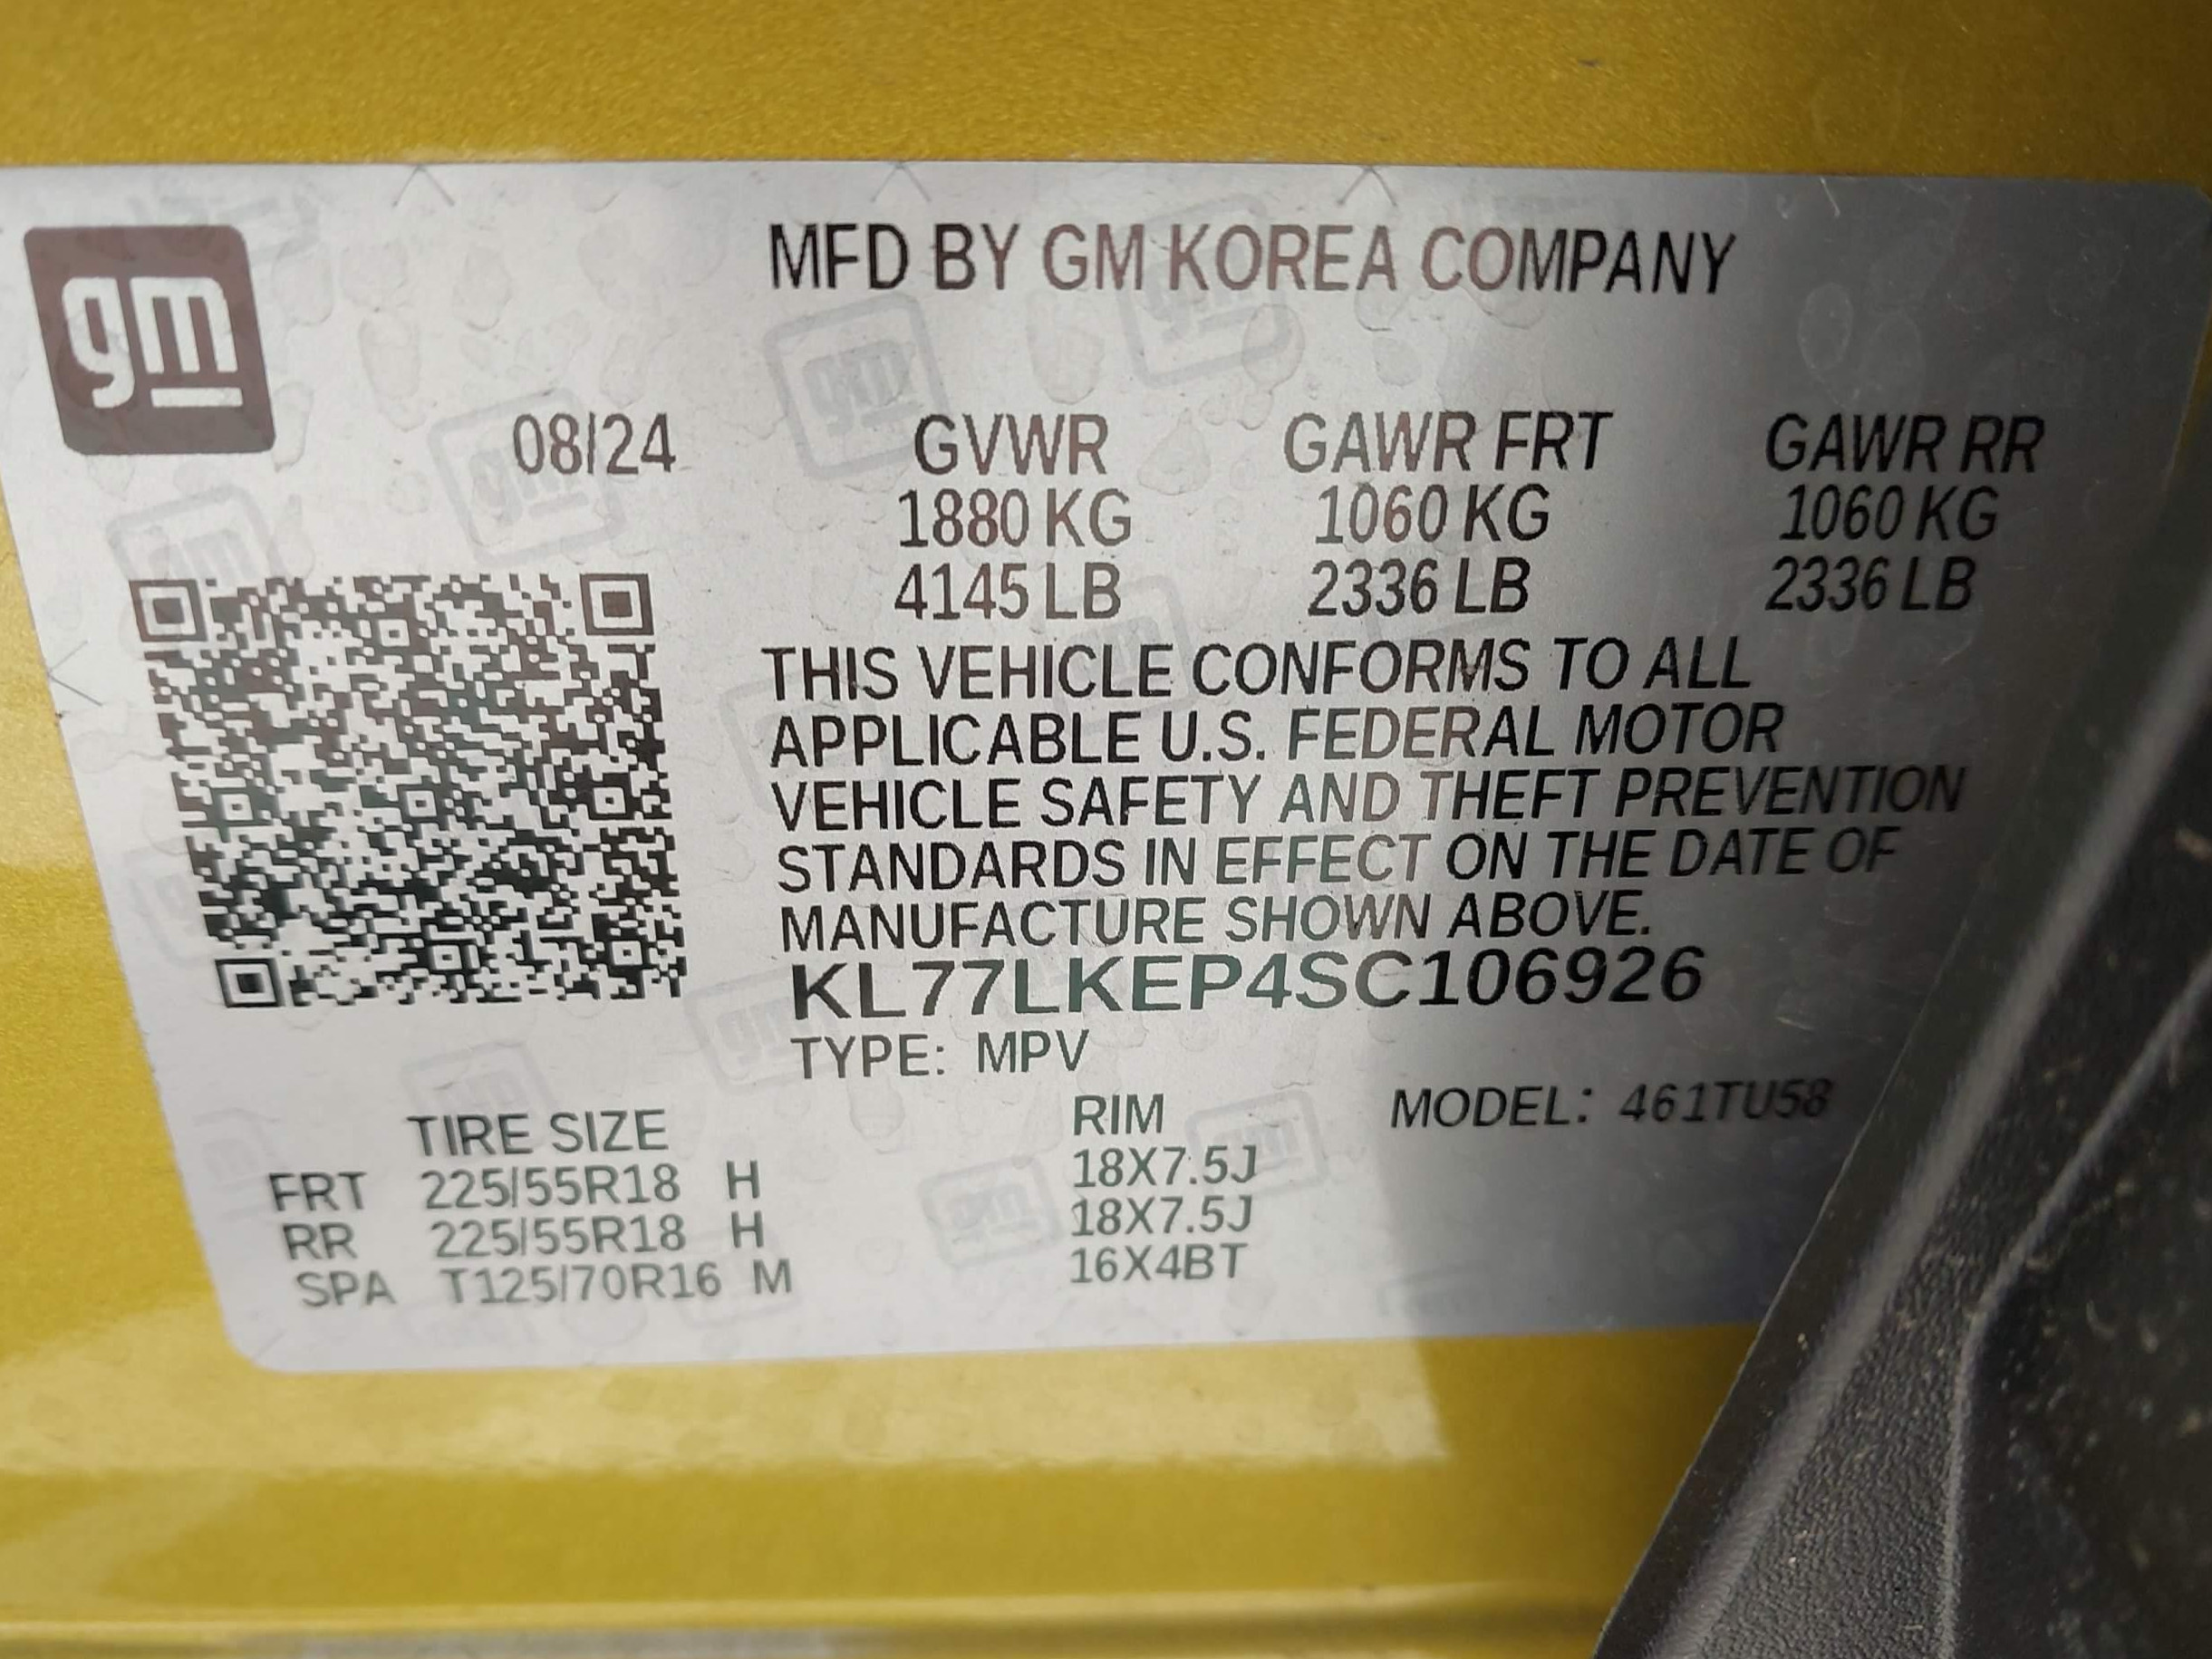 gm
MFD BY GM KOREA COMPANY
08/24 GVWR GAWR FRT GAWR RR
1880 KG 1060 KG 1060 KG
4145 LB 2336 LB 2336 LB
THIS VEHICLE CONFORMS TO ALL
APPLICABLE U.S. FEDERAL MOTOR
VEHICLE SAFETY AND THEFT PREVENTION
STANDARDS IN EFFECT ON THE DATE OF
MANUFACTURE SHOWN ABOVE.
KL77LKEP4SC106926
TYPE: MPV
TIRE SIZE RIM MODEL: 461TU58
FRT 225/55R18 H 18X7.5J
RR 225/55R18 H 18X7.5J
SPA T125/70R16 M 16X4BT